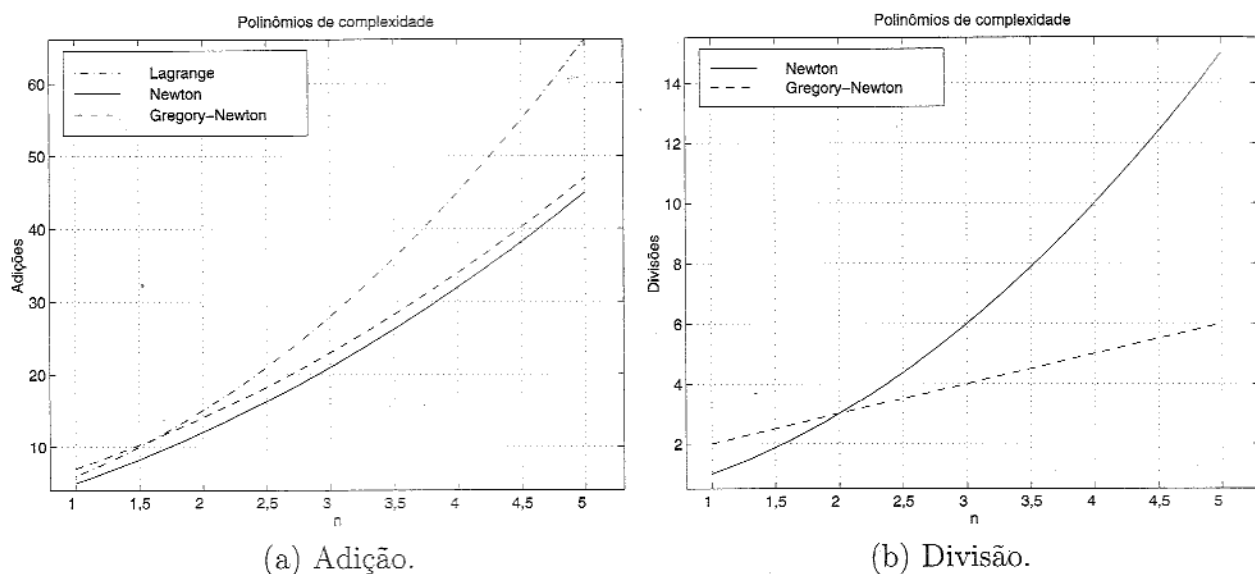 Polinômios de complexidade
Lagrange
Newton
Gregory-Newton
60
50
40
30
20
10
Adições
1 1,5 2 2,5 3 3,5 4 4,5 5
n
(a) Adição.
Polinômios de complexidade
Newton
Gregory-Newton
14
12
10
8
6
4
2
Divisões
1 1,5 2 2,5 3 3,5 4 4,5 5
n
(b) Divisão.